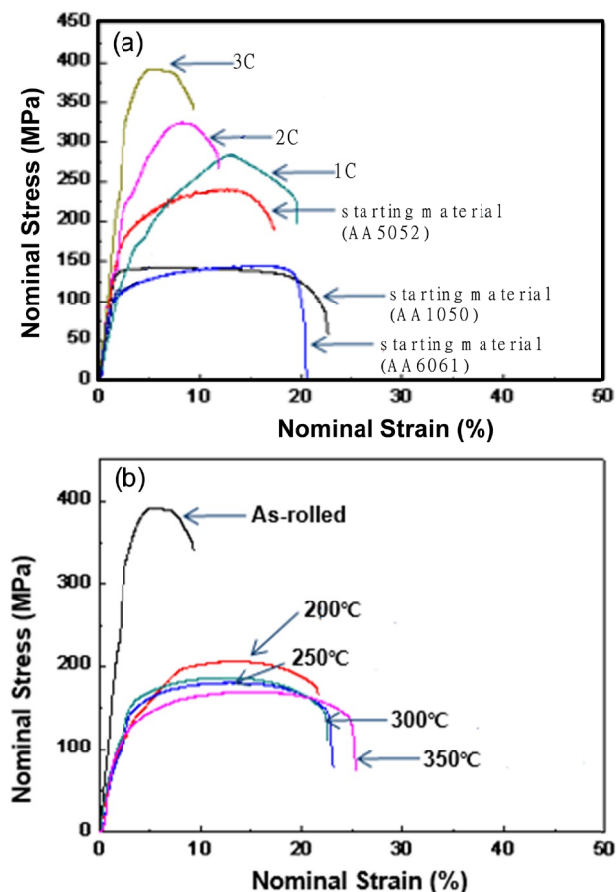 (a)
Nominal Stress (MPa)
450
400
350
300
250
200
150
100
50
0
3C
2C
1C
starting material
(AA5052)
starting material
(AA1050)
starting material
(AA6061)
0
10
20
30
40
50
Nominal Strain (%)
(b)
Nominal Stress (MPa)
400
300
200
100
0
As-rolled
200℃
250℃
300℃
350℃
0
10
20
30
40
50
Nominal Strain (%)